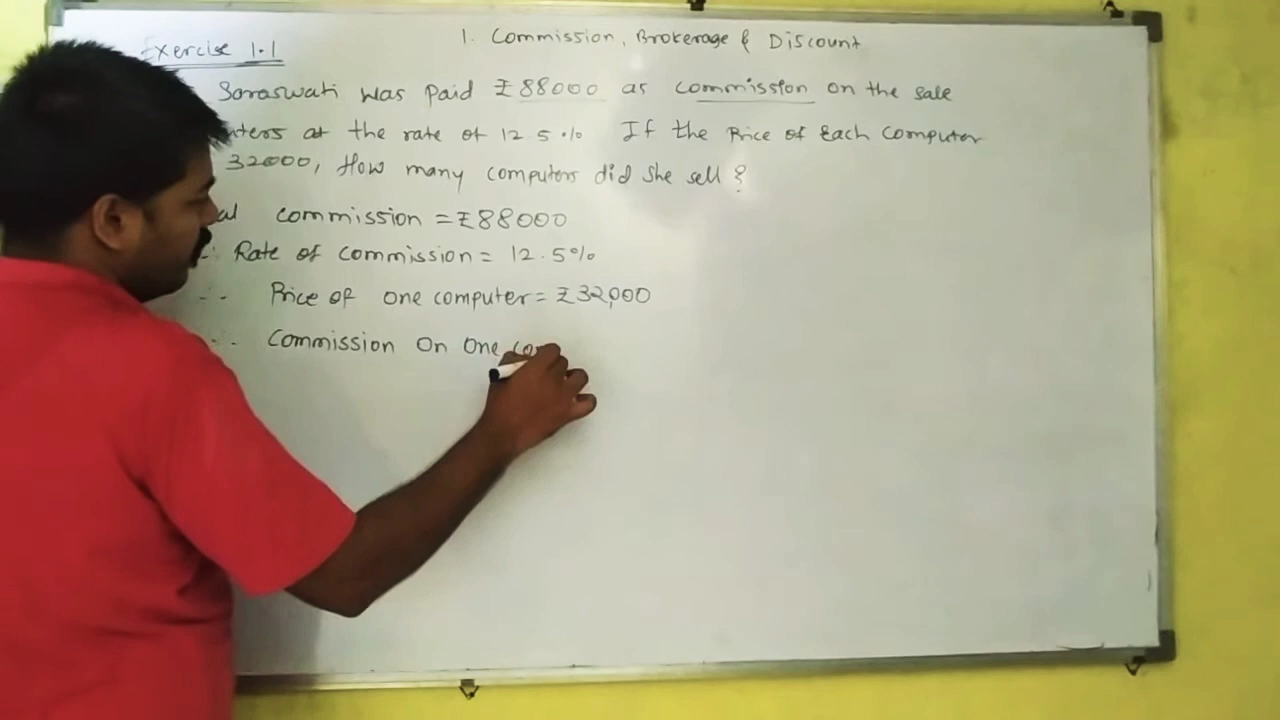 1. Commission, Brokerage & Discount
Exercise 1.1
Saraswati was paid ₹88000 as commission on the sale
at the rate of 12.5% If the Price of Each computer
32000, How many computers did she sell?
commission = ₹88000
∴ Rate of commission = 12.5%
∴ Price of one computer = ₹32,000
∴ Commission On One